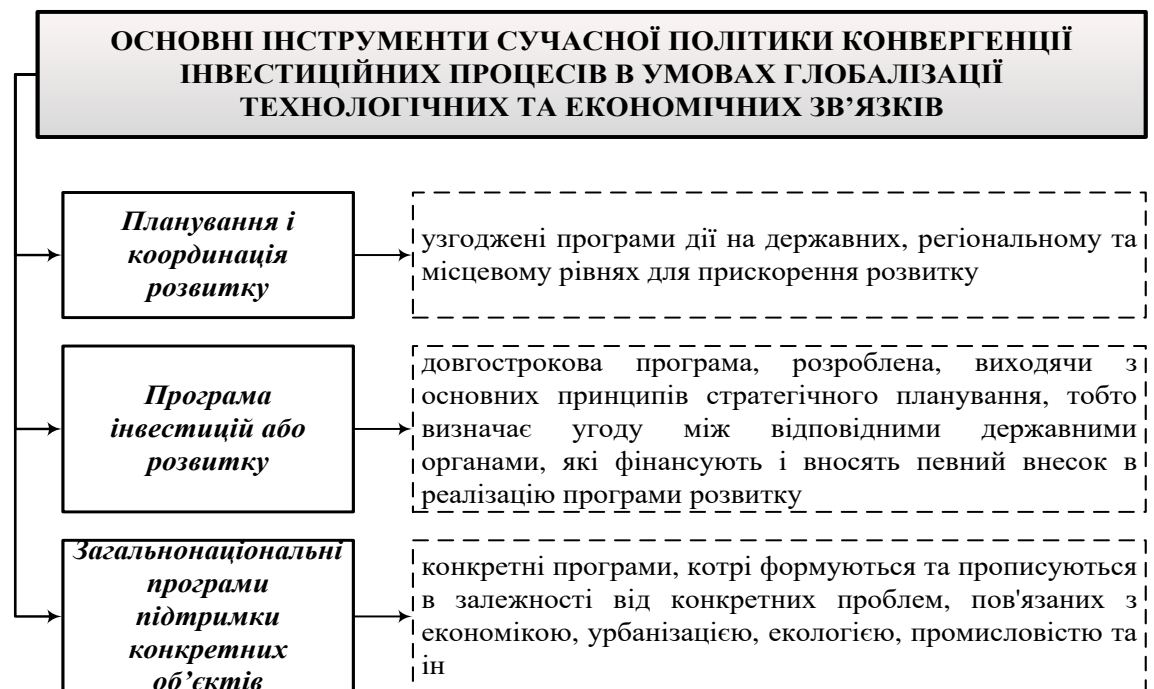 ОСНОВНІ ІНСТРУМЕНТИ СУЧАСНОЇ ПОЛІТИКИ КОНВЕРГЕНЦІЇ
ІНВЕСТИЦІЙНИХ ПРОЦЕСІВ В УМОВАХ ГЛОБАЛІЗАЦІЇ
ТЕХНОЛОГІЧНИХ ТА ЕКОНОМІЧНИХ ЗВ’ЯЗКІВ
Планування і
координація
розвитку
узгоджені програми дії на державних, регіональному та
місцевому рівнях для прискорення розвитку
Програма
інвестицій або
розвитку
довгострокова програма, розроблена, виходячи з
основних принципів стратегічного планування, тобто
визначає угоду між відповідними державними
органами, які фінансують і вносять певний внесок в
реалізацію програми розвитку
Загальнонаціональні
програми
підтримки
конкретних
об’єктів
конкретні програми, котрі формуються та прописуються
в залежності від конкретних проблем, пов'язаних з
економікою, урбанізацією, екологією, промисловістю та
ін